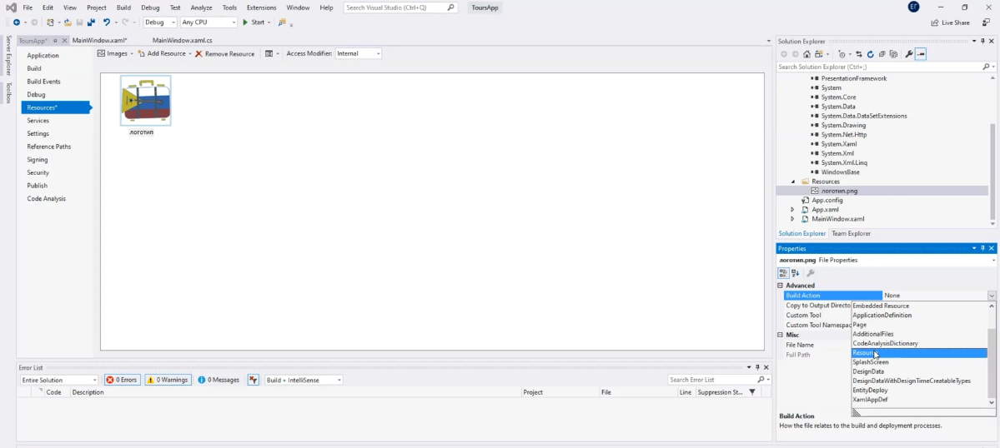 File Edit View Project Build Debug Test Analyze Tools Extensions Window Help Search Visual Studio (Ctrl+Q) ToursApp ЕГ
Debug Any CPU Start Live Share
ToursApp* MainWindow.xaml* MainWindow.xaml.cs
Server Explorer
Toolbox
Application
Build
Build Events
Debug
Resources*
Services
Settings
Reference Paths
Signing
Security
Publish
Code Analysis
Images Add Resource Remove Resource Access Modifier: Internal
логотип
Solution Explorer
Search Solution Explorer (Ctrl+;)
PresentationFramework
System
System.Core
System.Data
System.Data.DataSetExtensions
System.Drawing
System.Net.Http
System.Xaml
System.Xml
System.Xml.Linq
WindowsBase
Resources
логотип.png
App.config
App.xaml
MainWindow.xaml
Solution Explorer Team Explorer
Properties
логотип.png File Properties
Advanced
Build Action None
Copy to Output Directo
Custom Tool
Custom Tool Namespac
Misc
File Name
Full Path
Embedded Resource
ApplicationDefinition
Page
AdditionalFiles
CodeAnalysisDictionary
Resource
SplashScreen
DesignData
DesignDataWithDesignTimeCreatableTypes
EntityDeploy
XamlAppDef
Build Action
How the file relates to the build and deployment processes.
Error List
Entire Solution 0 Errors 0 Warnings 0 Messages Build + IntelliSense Search Error List
Code Description Project File Line Suppression St...